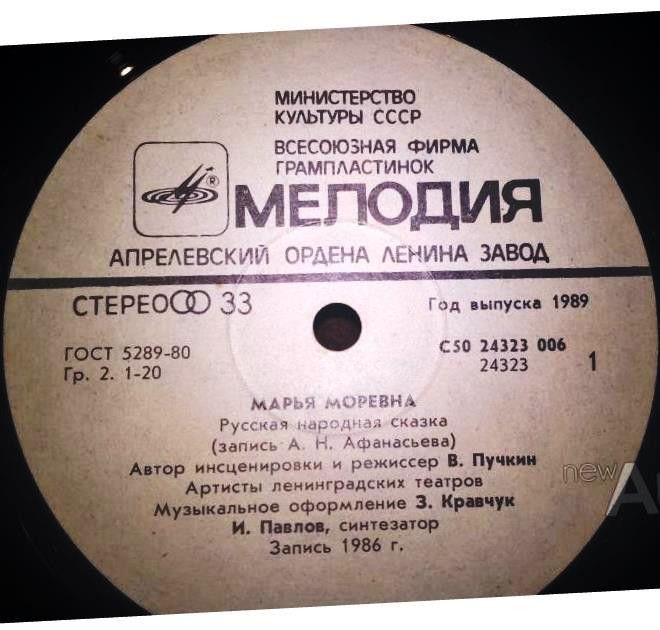 МИНИСТЕРСТВО
КУЛЬТУРЫ СССР
ВСЕСОЮЗНАЯ ФИРМА
ГРАМПЛАСТИНОК
®
МЕЛОДИЯ
АПРЕЛЕВСКИЙ ОРДЕНА ЛЕНИНА ЗАВОД
СТЕРЕО 33
Год выпуска 1989
ГОСТ 5289-80
Гр. 2. 1-20
С50 24323 006
24323
1
МАРЬЯ МОРЕВНА
Русская народная сказка
(запись А. Н. Афанасьева)
Автор инсценировки и режиссер В. Пучкин
Артисты ленинградских театров
Музыкальное оформление З. Кравчук
И. Павлов, синтезатор
Запись 1986 г.
new